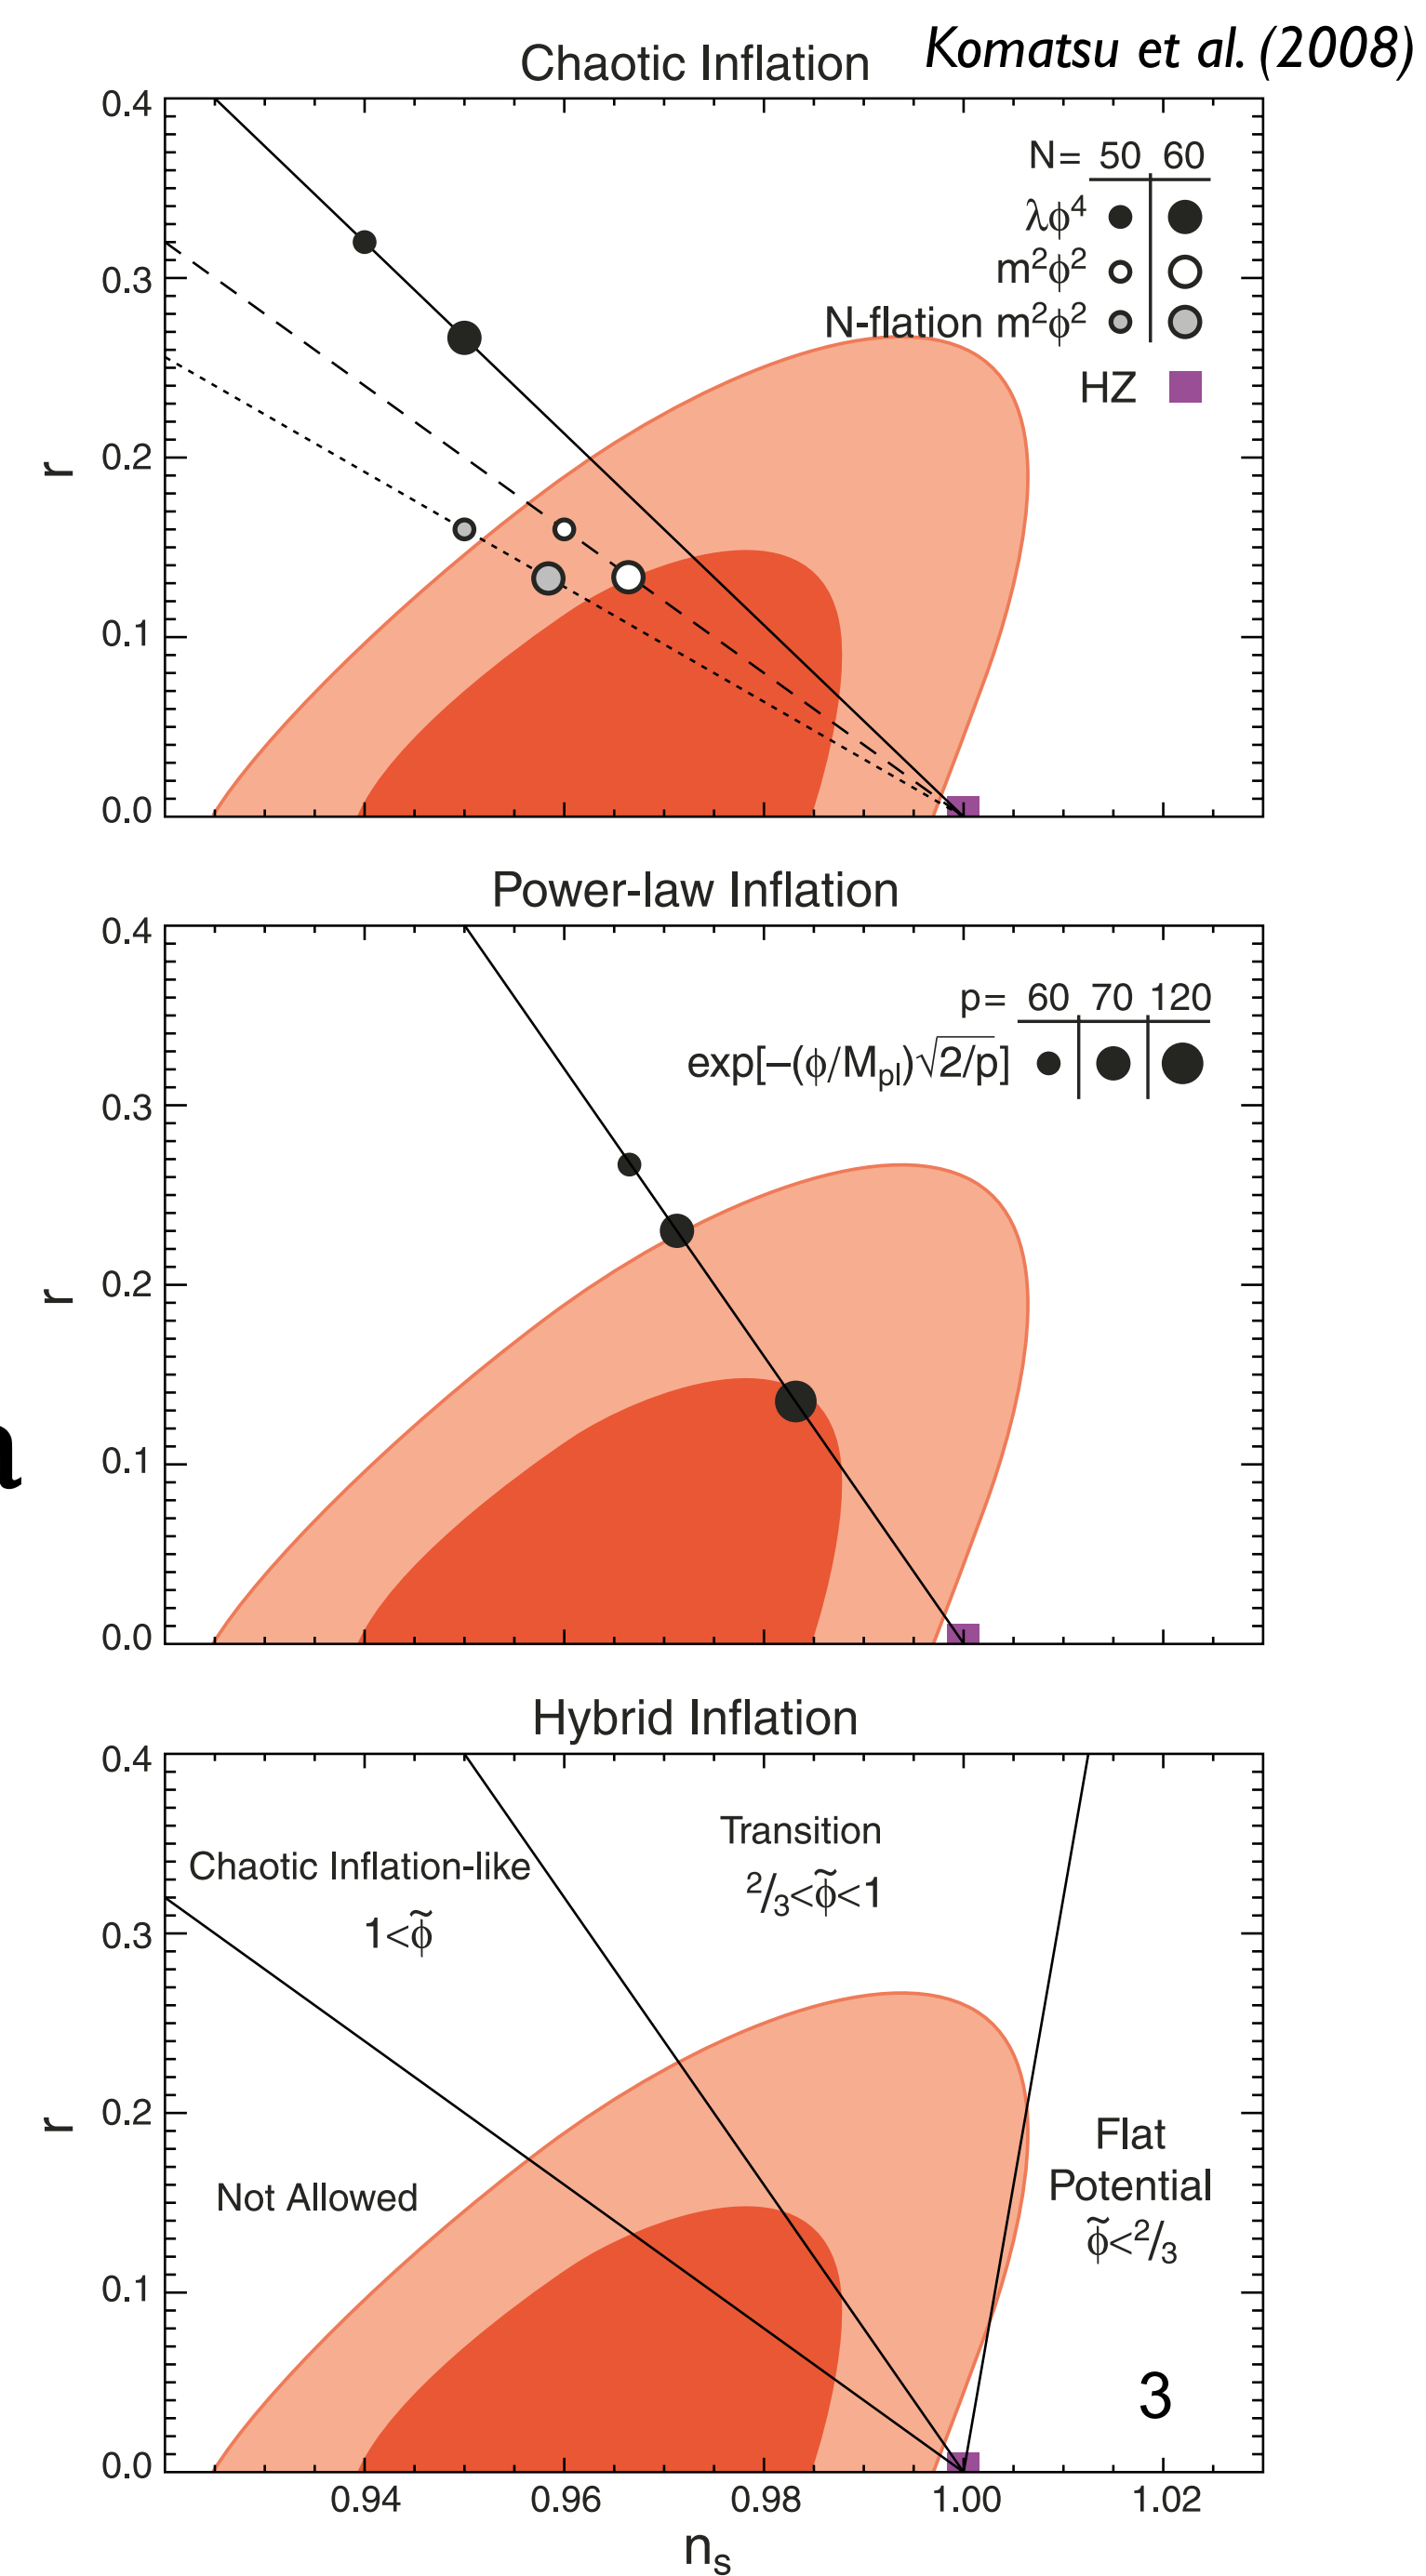 Komatsu et al. (2008)
Chaotic Inflation
0.4
0.3
0.2
0.1
0.0
r
N= 50 60
λϕ⁴
m²ϕ²
N-flation m²ϕ²
HZ
Power-law Inflation
0.4
0.3
0.2
0.1
0.0
r
p= 60 70 120
exp[–(ϕ/Mₚₗ)√2/p]
a
Hybrid Inflation
0.4
0.3
0.2
0.1
0.0
r
Transition
²/₃<ϕ̃<1
Chaotic Inflation-like
1<ϕ̃
Not Allowed
Flat
Potential
ϕ̃<²/₃
3
0.94 0.96 0.98 1.00 1.02
nₛ